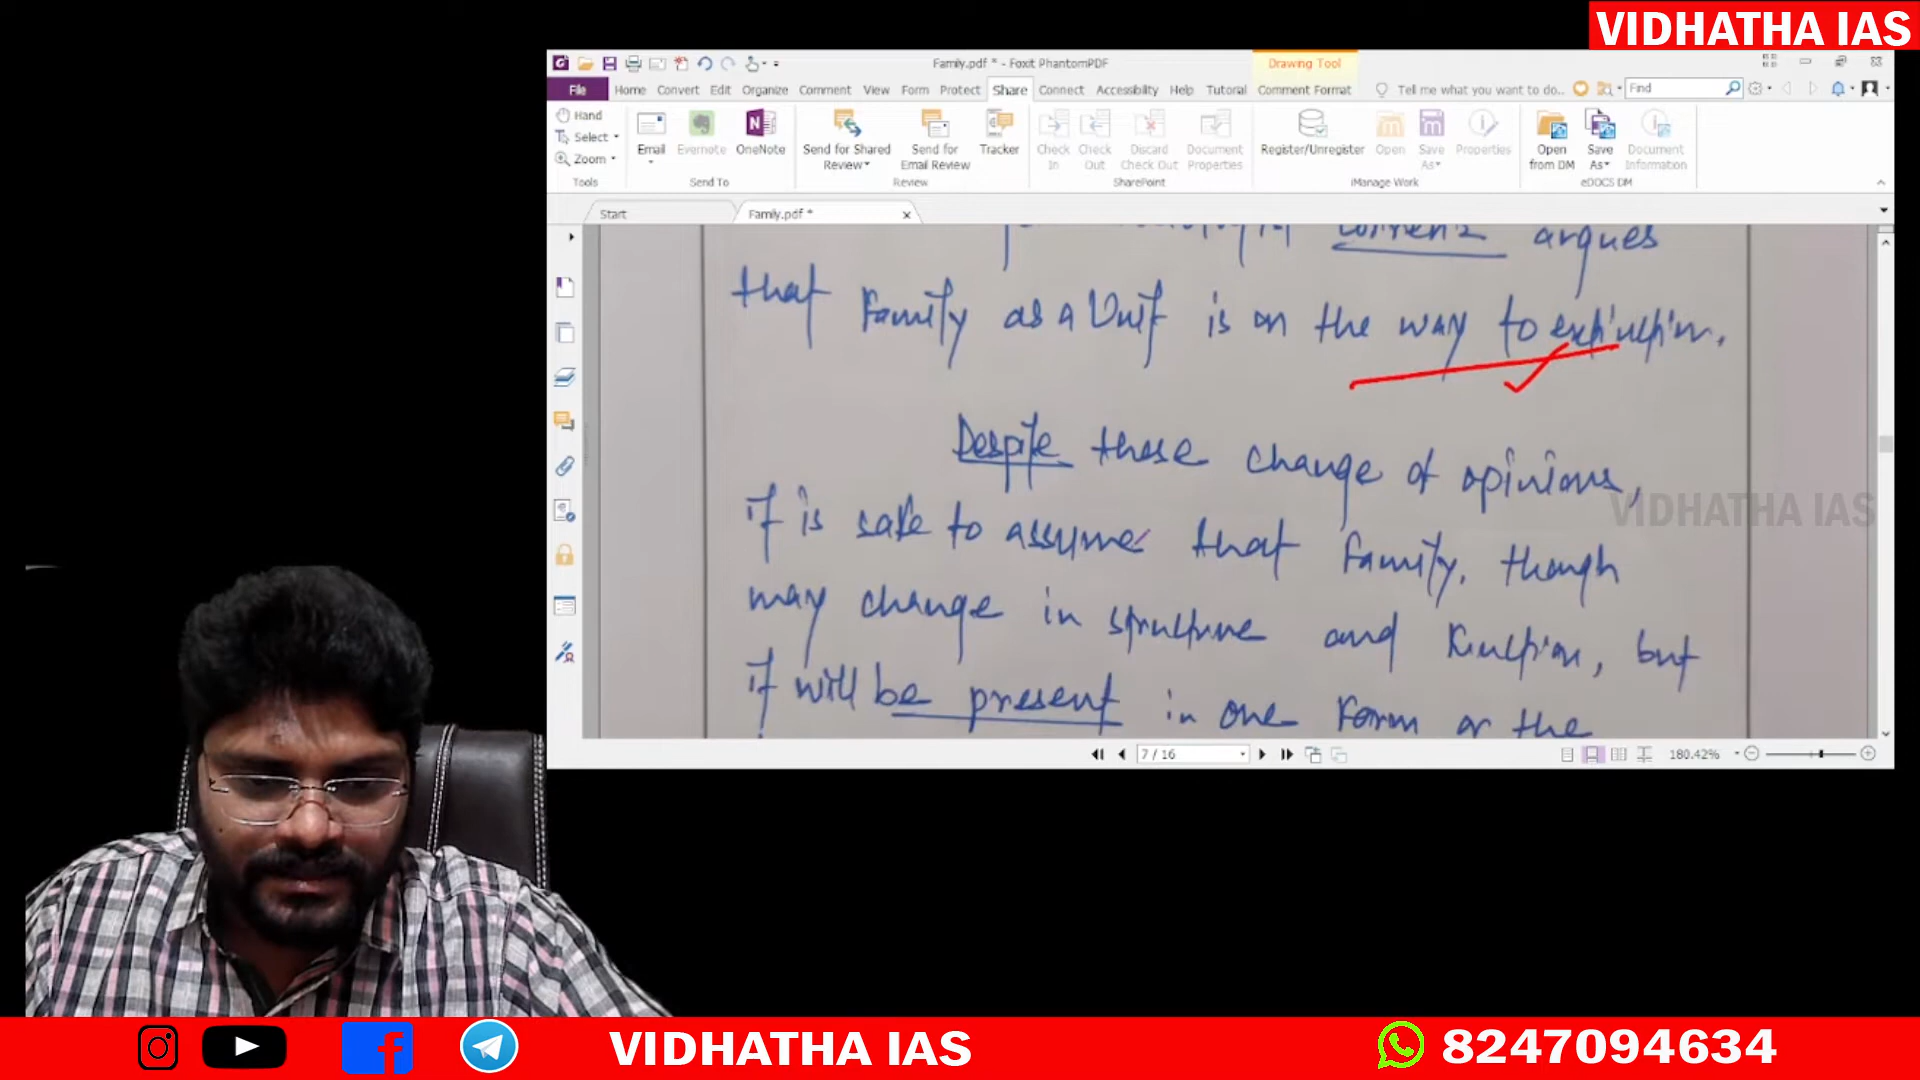 VIDHATHA IAS
Family.pdf * - Foxit PhantomPDF
Drawing Tool
File Home Convert Edit Organize Comment View Form Protect Share Connect Accessibility Help Tutorial Comment Format Tell me what you want to do.. Find
Hand
Select
Zoom
Tools
Email Evernote OneNote
Send To
Send for Shared Review Send for Email Review Tracker
Review
Check In Check Out Discard Check Out Document Properties
SharePoint
Register/Unregister Open Save As Properties
iManage Work
Open from DM Save As Document Information
eDOCS DM
Start Family.pdf *
argues
that Family as a Unit is on the way to extinction.
Despite these change of opinions,
VIDHATHA IAS
it is safe to assume that family, though
may change in structure and function, but
it will be present in one form or the
7 / 16 180.42%
VIDHATHA IAS 8247094634